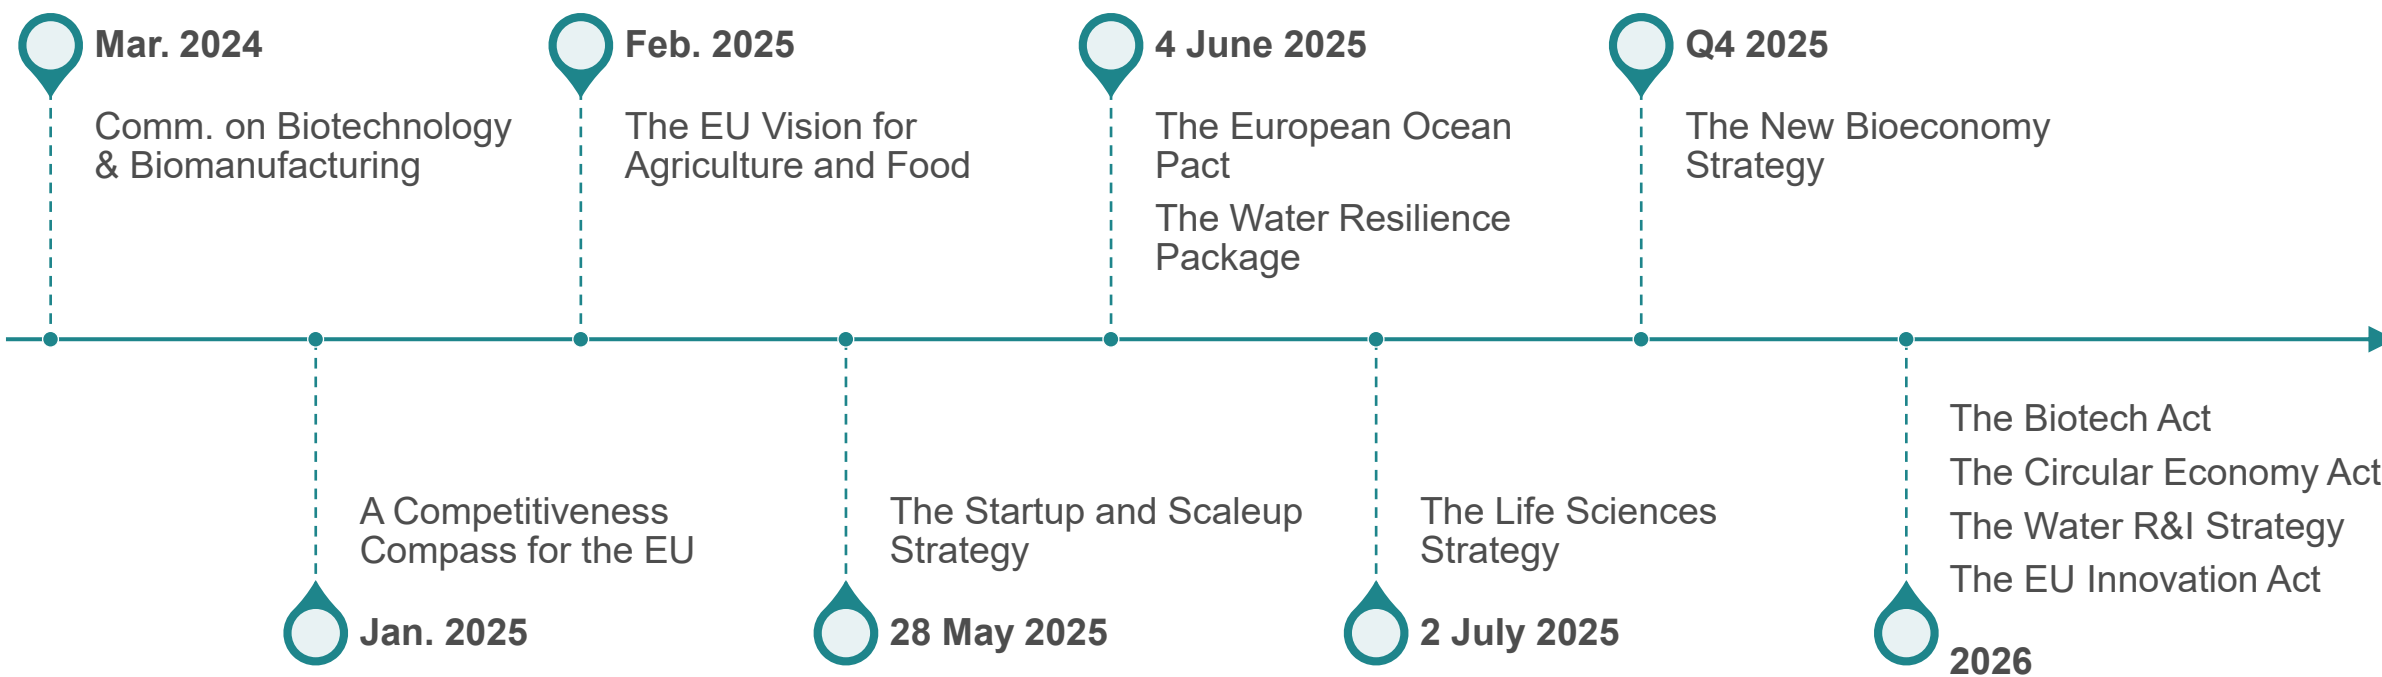 Mar. 2024
Comm. on Biotechnology
& Biomanufacturing
Feb. 2025
The EU Vision for
Agriculture and Food
4 June 2025
The European Ocean
Pact
The Water Resilience
Package
Q4 2025
The New Bioeconomy
Strategy
A Competitiveness
Compass for the EU
Jan. 2025
The Startup and Scaleup
Strategy
28 May 2025
The Life Sciences
Strategy
2 July 2025
The Biotech Act
The Circular Economy Act
The Water R&I Strategy
The EU Innovation Act
2026